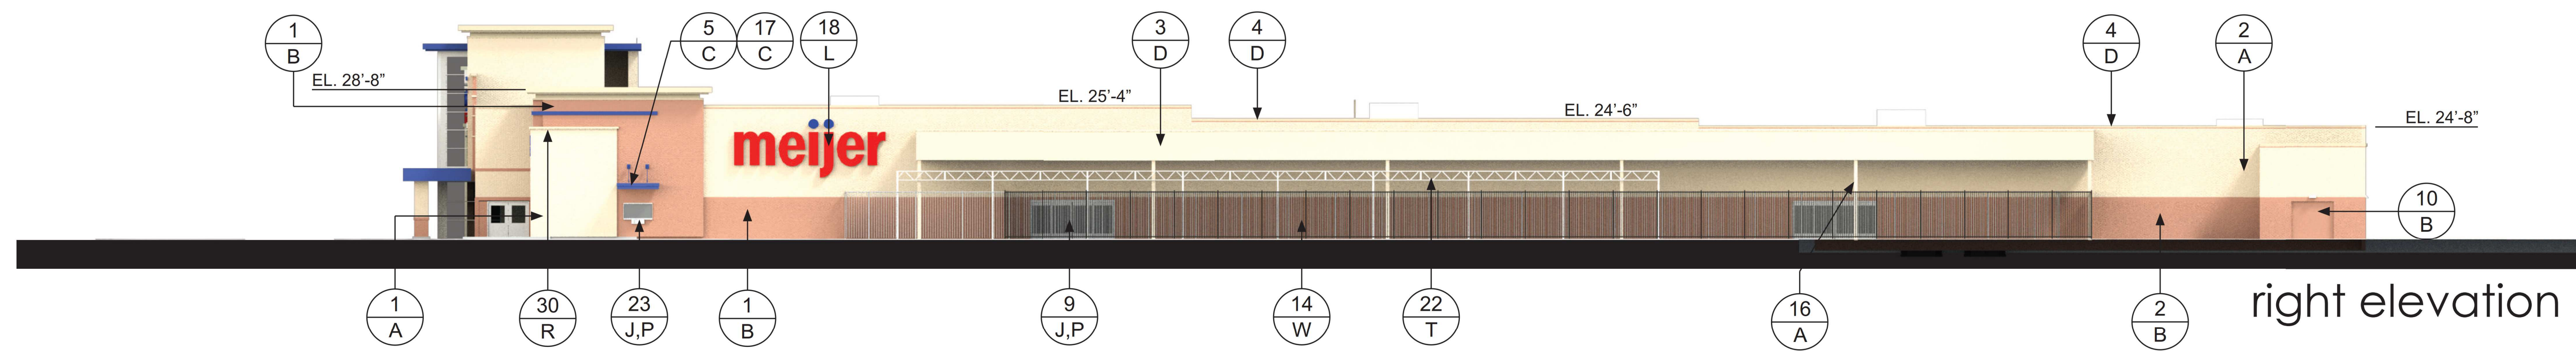 1
B
5
C
17
C
18
L
3
D
4
D
4
D
2
A
EL. 28'-8"
EL. 25'-4"
EL. 24'-6"
EL. 24'-8"
meijer
10
B
1
A
30
R
23
J,P
1
B
9
J,P
14
W
22
T
16
A
2
B
right elevation